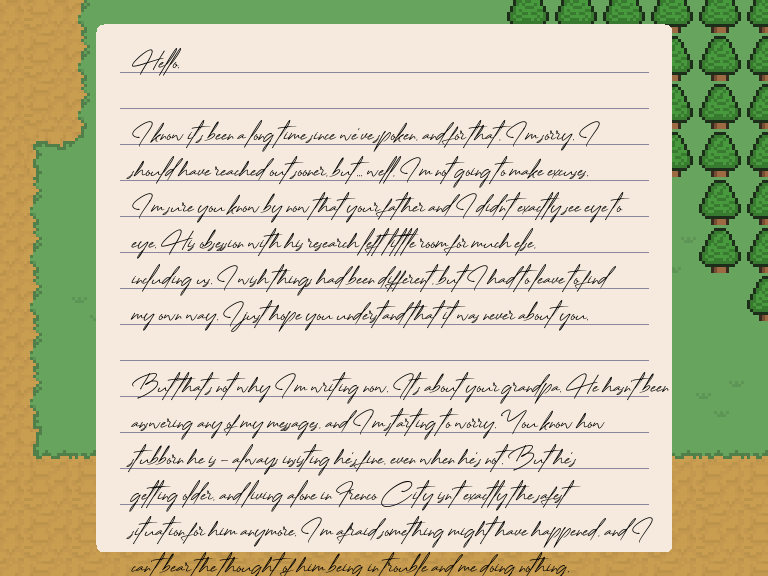 Hello.
I know it's been a long time since we've spoken, and for that, I'm sorry. I
should have reached out sooner, but... well, I'm not going to make excuses.
I'm sure you know by now that your father and I didn't exactly see eye to
eye. His obsession with his research left little room for much else,
including us. I wish things had been different, but I had to leave to find
my own way. I just hope you understand that it was never about you.
But that's not why I'm writing now. It's about your grandpa. He hasn't been
answering any of my messages, and I'm starting to worry. You know how
stubborn he is - always insisting he's fine, even when he's not. But he's
getting older, and living alone in Frenco City isn't exactly the safest
situation for him anymore. I'm afraid something might have happened, and I
can't bear the thought of him being in trouble and me doing nothing.